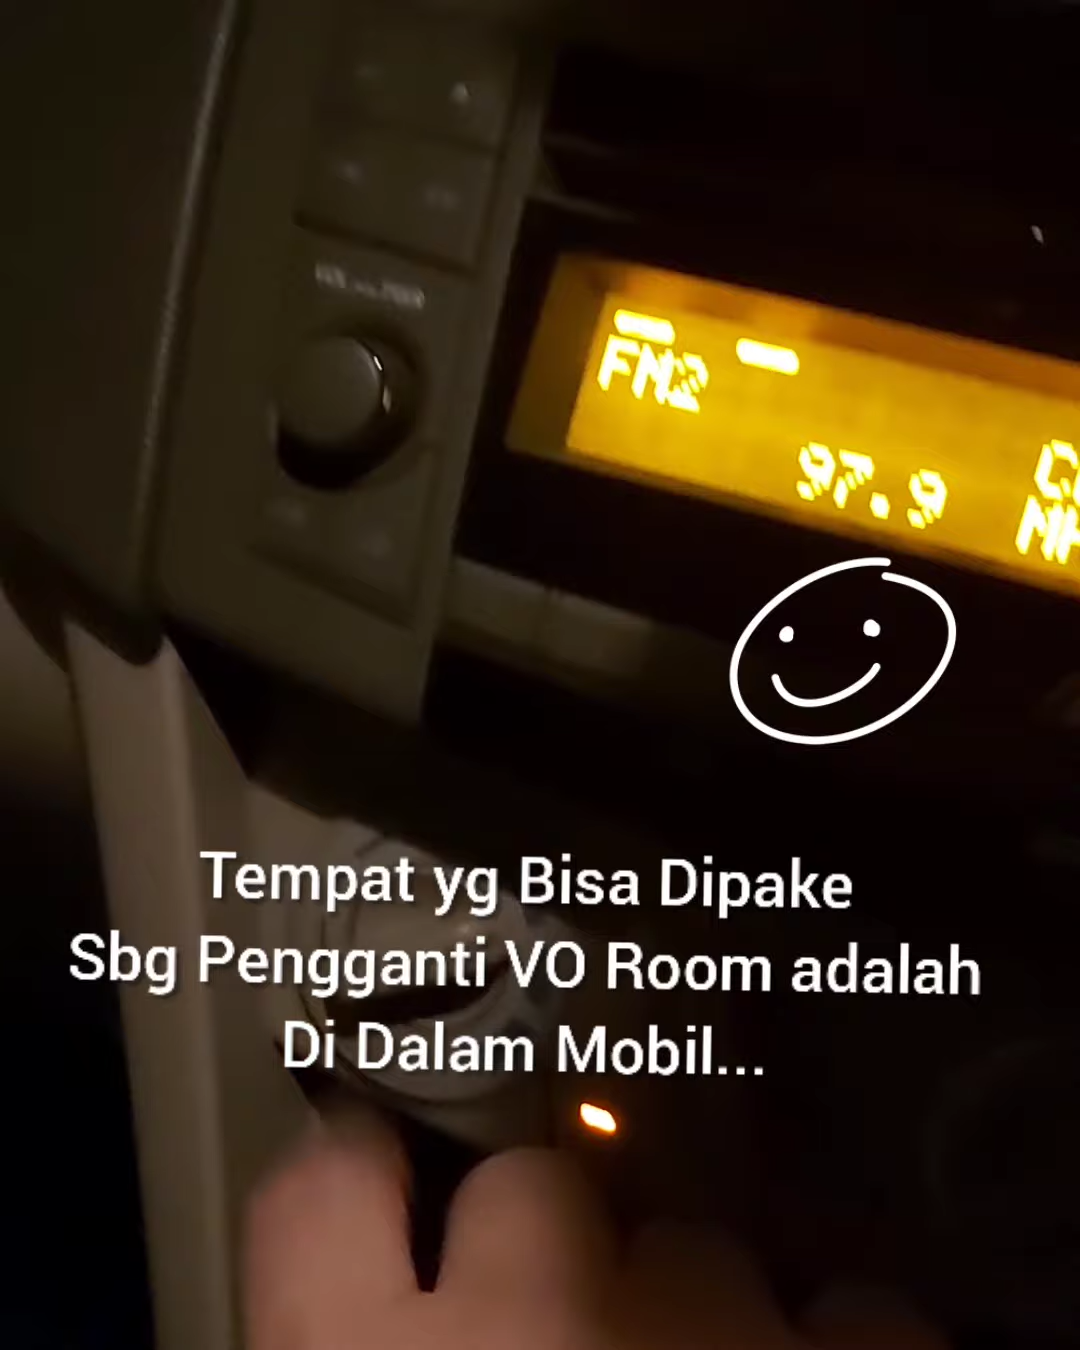 FM2
97.9
Tempat yg Bisa Dipake
Sbg Pengganti VO Room adalah
Di Dalam Mobil...